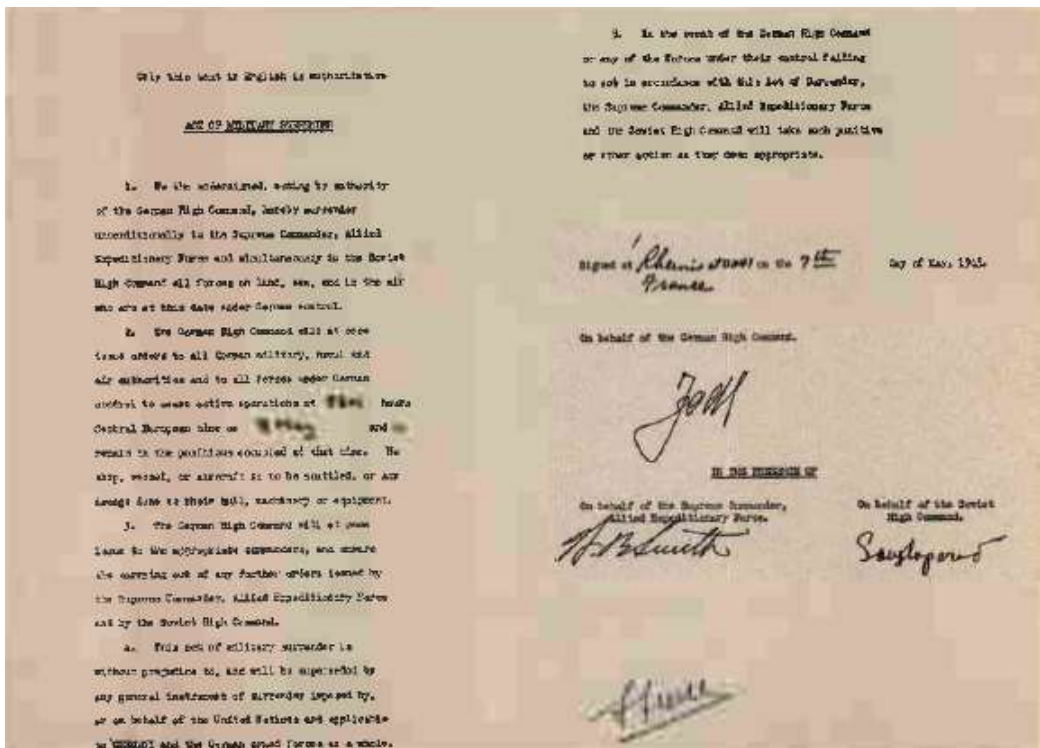 Only this text in English is authoritative
ACT OF MILITARY SURRENDER
1. We the undersigned, acting by authority
of the German High Command, hereby surrender
unconditionally to the Supreme Commander, Allied
Expeditionary Force and simultaneously to the Soviet
High Command all forces on land, sea, and in the air
who are at this date under German control.
2. The German High Command will at once
issue orders to all German military, naval and
air authorities and to all forces under German
control to cease active operations at hours
Central European time on 8 May and to
remain in the positions occupied at that time. No
ship, vessel, or aircraft is to be scuttled, or any
damage done to their hull, machinery or equipment.
3. The German High Command will at once
issue to the appropriate commanders, and ensure
the carrying out of any further orders issued by
the Supreme Commander, Allied Expeditionary Force
and by the Soviet High Command.
4. This act of military surrender is
without prejudice to, and will be superseded by
any general instrument of surrender imposed by,
or on behalf of the United Nations and applicable
to GERMANY and the German armed forces as a whole.
5. In the event of the German High Command
or any of the forces under their control failing
to act in accordance with this Act of Surrender,
the Supreme Commander, Allied Expeditionary Force
and the Soviet High Command will take such punitive
or other action as they deem appropriate.
Signed at Rheims on the 7th Day of May, 1945.
France
On behalf of the German High Command.
Jodl
IN THE PRESENCE OF
On behalf of the Supreme Commander,
Allied Expeditionary Force.
WBSmith
On behalf of the Soviet
High Command.